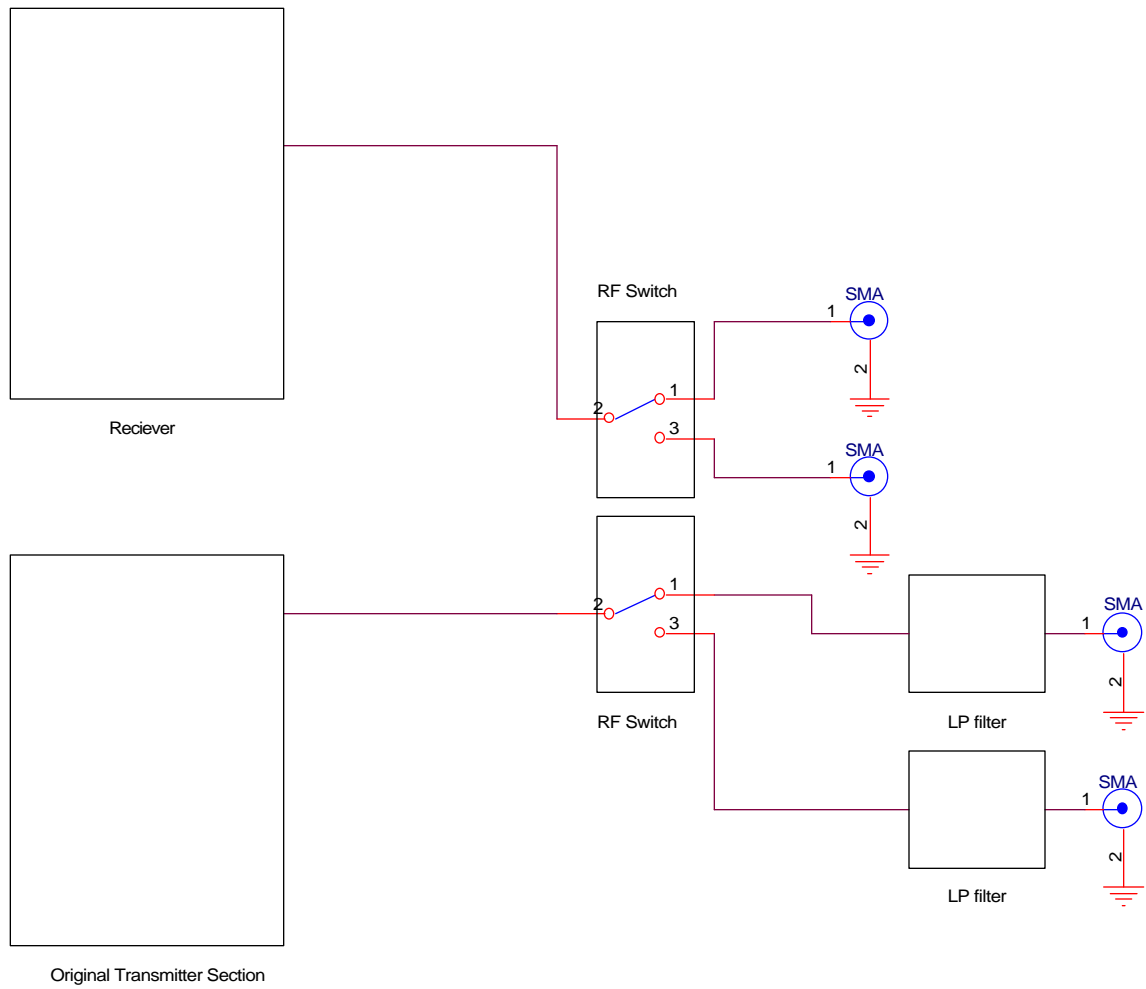 RF Switch
SMA
1
2
1
2
3
Reciever
SMA
1
2
1
2
3
SMA
1
2
RF Switch
LP filter
SMA
1
2
LP filter
Original Transmitter Section